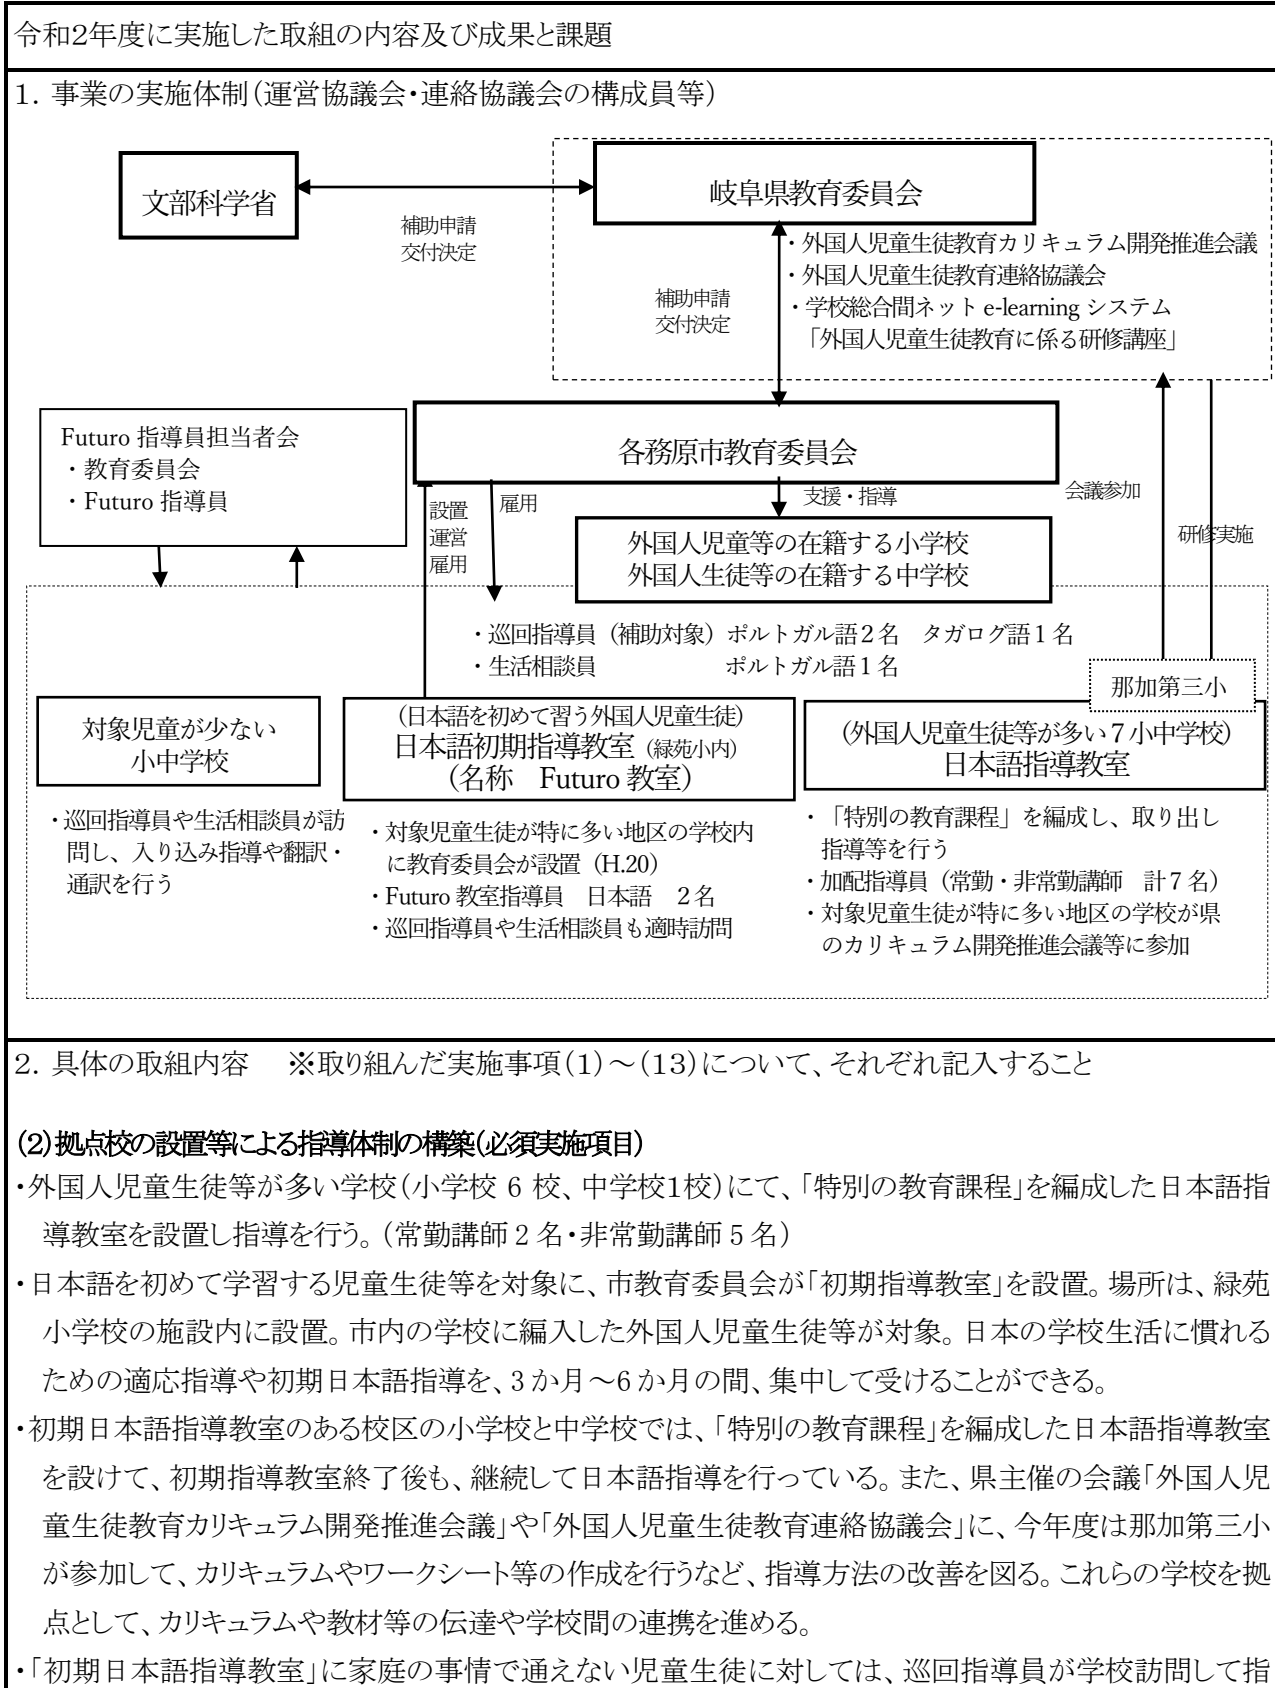 令和２年度に実施した取組の内容及び成果と課題
１．事業の実施体制（運営協議会・連絡協議会の構成員等）
文部科学省
補助申請
交付決定
岐阜県教育委員会
・外国人児童生徒教育カリキュラム開発推進会議
・外国人児童生徒教育連絡協議会
・学校総合間ネット e-learning システム
「外国人児童生徒教育に係る研修講座」
補助申請
交付決定
Futuro 指導員担当者会
・教育委員会
・Futuro 指導員
各務原市教育委員会
設置
運営
雇用
雇用
支援・指導
会議参加
研修実施
外国人児童等の在籍する小学校
外国人生徒等の在籍する中学校
・巡回指導員（補助対象）ポルトガル語２名　タガログ語１名
・生活相談員　ポルトガル語１名
那加第三小
対象児童が少ない
小中学校
（日本語を初めて習う外国人児童生徒）
日本語初期指導教室（緑苑小内）
（名称　Futuro 教室）
（外国人児童生徒等が多い７小中学校）
日本語指導教室
・巡回指導員や生活相談員が訪
問し、入り込み指導や翻訳・
通訳を行う
・対象児童生徒が特に多い地区の学校内
に教育委員会が設置（H.20）
・Futuro 教室指導員　日本語　２名
・巡回指導員や生活相談員も適時訪問
・「特別の教育課程」を編成し、取り出し
指導等を行う
・加配指導員（常勤・非常勤講師　計７名）
・対象児童生徒が特に多い地区の学校が県
のカリキュラム開発推進会議等に参加
２．具体の取組内容　※取り組んだ実施事項（１）～（１３）について、それぞれ記入すること
（２）拠点校の設置等による指導体制の構築（必須実施項目）
・外国人児童生徒等が多い学校（小学校 6 校、中学校１校）にて、「特別の教育課程」を編成した日本語指
導教室を設置し指導を行う。（常勤講師 2 名・非常勤講師 5 名）
・日本語を初めて学習する児童生徒等を対象に、市教育委員会が「初期指導教室」を設置。場所は、緑苑
小学校の施設内に設置。市内の学校に編入した外国人児童生徒等が対象。日本の学校生活に慣れる
ための適応指導や初期日本語指導を、3 か月～6 か月の間、集中して受けることができる。
・初期日本語指導教室のある校区の小学校と中学校では、「特別の教育課程」を編成した日本語指導教室
を設けて、初期指導教室終了後も、継続して日本語指導を行っている。また、県主催の会議「外国人児
童生徒教育カリキュラム開発推進会議」や「外国人児童生徒教育連絡協議会」に、今年度は那加第三小
が参加して、カリキュラムやワークシート等の作成を行うなど、指導方法の改善を図る。これらの学校を拠
点として、カリキュラムや教材等の伝達や学校間の連携を進める。
・「初期日本語指導教室」に家庭の事情で通えない児童生徒に対しては、巡回指導員が学校訪問して指